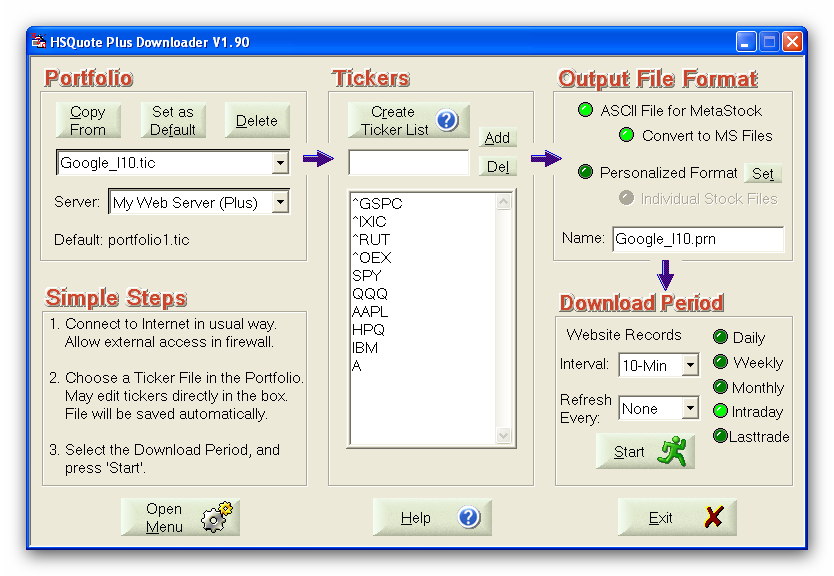 HSQuote Plus Downloader V1.90
Portfolio
Copy From
Set as Default
Delete
Google_I10.tic
Server: My Web Server (Plus)
Default: portfolio1.tic
Simple Steps
1. Connect to Internet in usual way.
Allow external access in firewall.
2. Choose a Ticker File in the Portfolio.
May edit tickers directly in the box.
File will be saved automatically.
3. Select the Download Period, and
press 'Start'.
Open Menu
Tickers
Create Ticker List
?
Add
Del
^GSPC
^IXIC
^RUT
^OEX
SPY
QQQ
AAPL
HPQ
IBM
A
Help ?
Output File Format
ASCII File for MetaStock
Convert to MS Files
Personalized Format Set
Individual Stock Files
Name: Google_I10.prn
Download Period
Website Records
Interval: 10-Min
Refresh
Every: None
Start
Daily
Weekly
Monthly
Intraday
Lasttrade
Exit